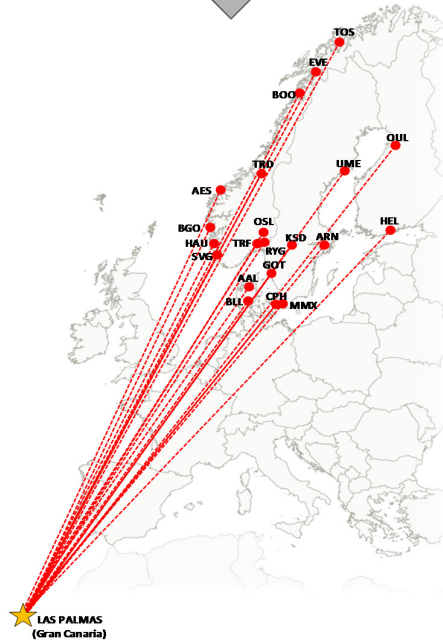 TOS
EVE
BOO
OUL
TRD
UME
AES
OSL
BGO
HEL
HAU
TRF
KSD
ARN
RYG
SVG
GOT
AAL
CPH
BLL
MMX
LAS PALMAS
(Gran Canaria)